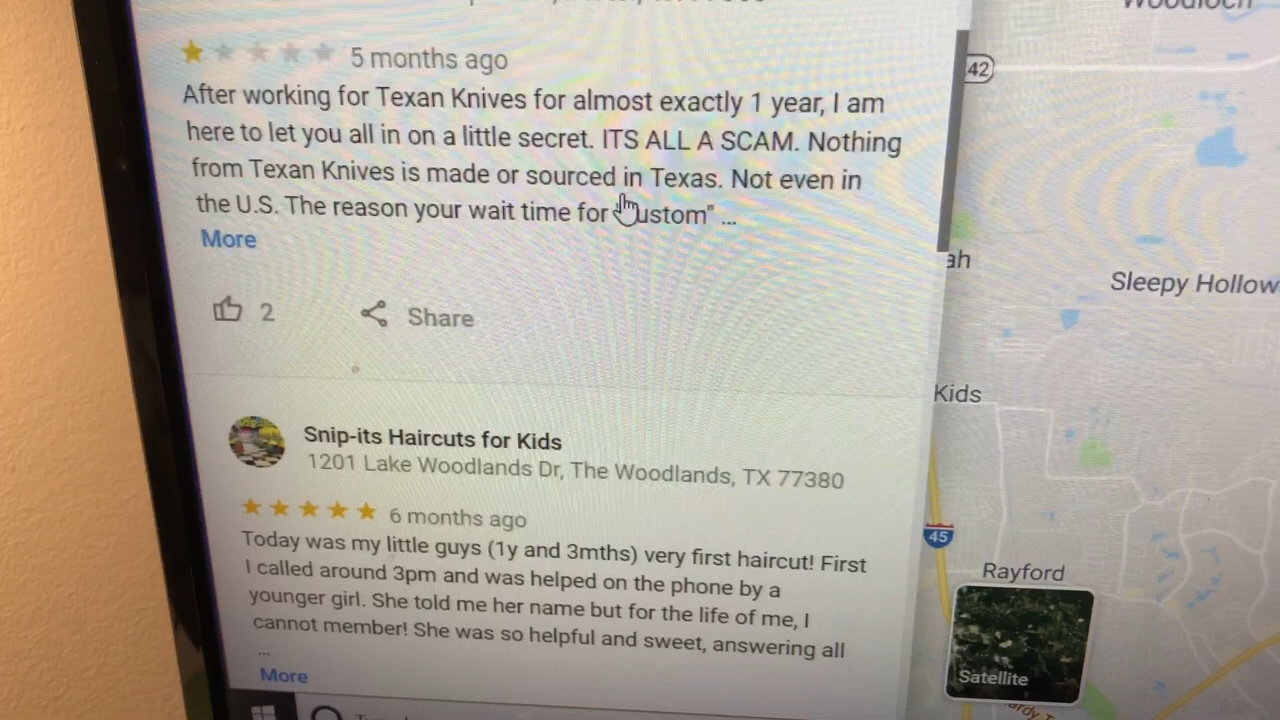 5 months ago
After working for Texan Knives for almost exactly 1 year, I am
here to let you all in on a little secret. ITS ALL A SCAM. Nothing
from Texan Knives is made or sourced in Texas. Not even in
the U.S. The reason your wait time for ustom" ...
More
2
Share
Snip-its Haircuts for Kids
1201 Lake Woodlands Dr, The Woodlands, TX 77380
6 months ago
Today was my little guys (1y and 3mths) very first haircut! First
I called around 3pm and was helped on the phone by a
younger girl. She told me her name but for the life of me, I
cannot member! She was so helpful and sweet, answering all
...
More
42
ah
Sleepy Hollow
Kids
45
Rayford
Satellite